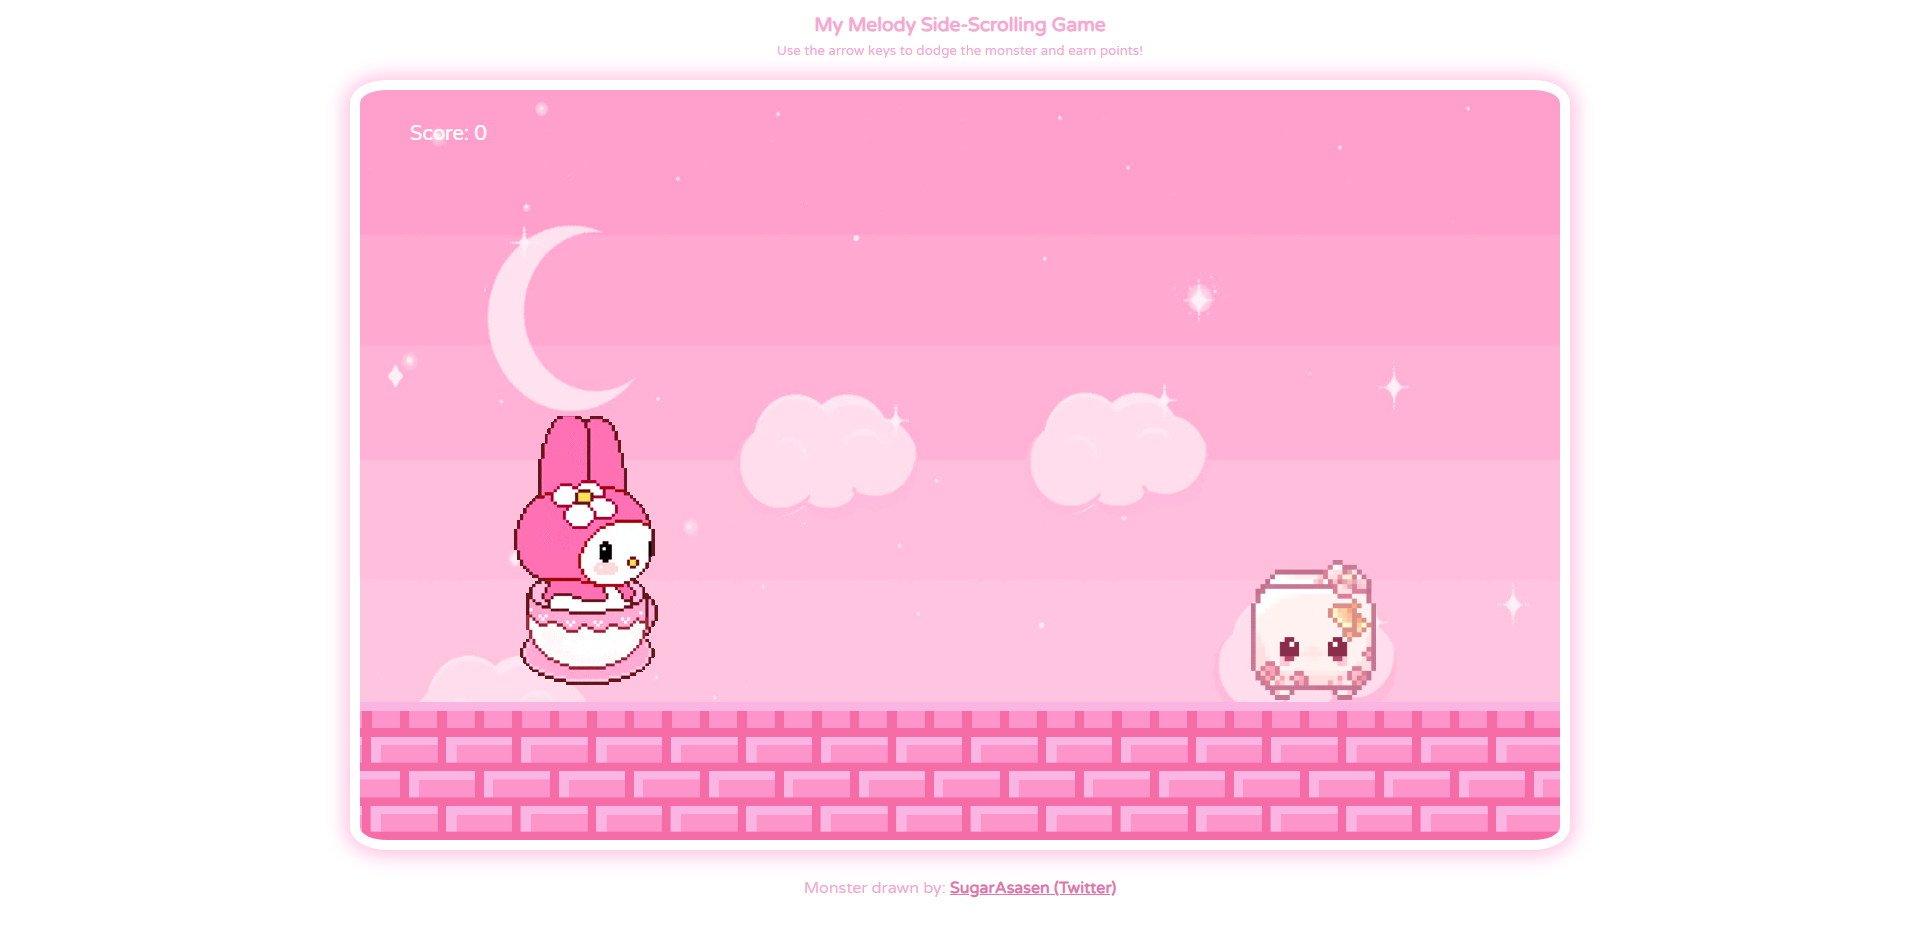 My Melody Side-Scrolling Game
Use the arrow keys to dodge the monster and earn points!
Score: 0
Monster drawn by: SugarAsasen (Twitter)